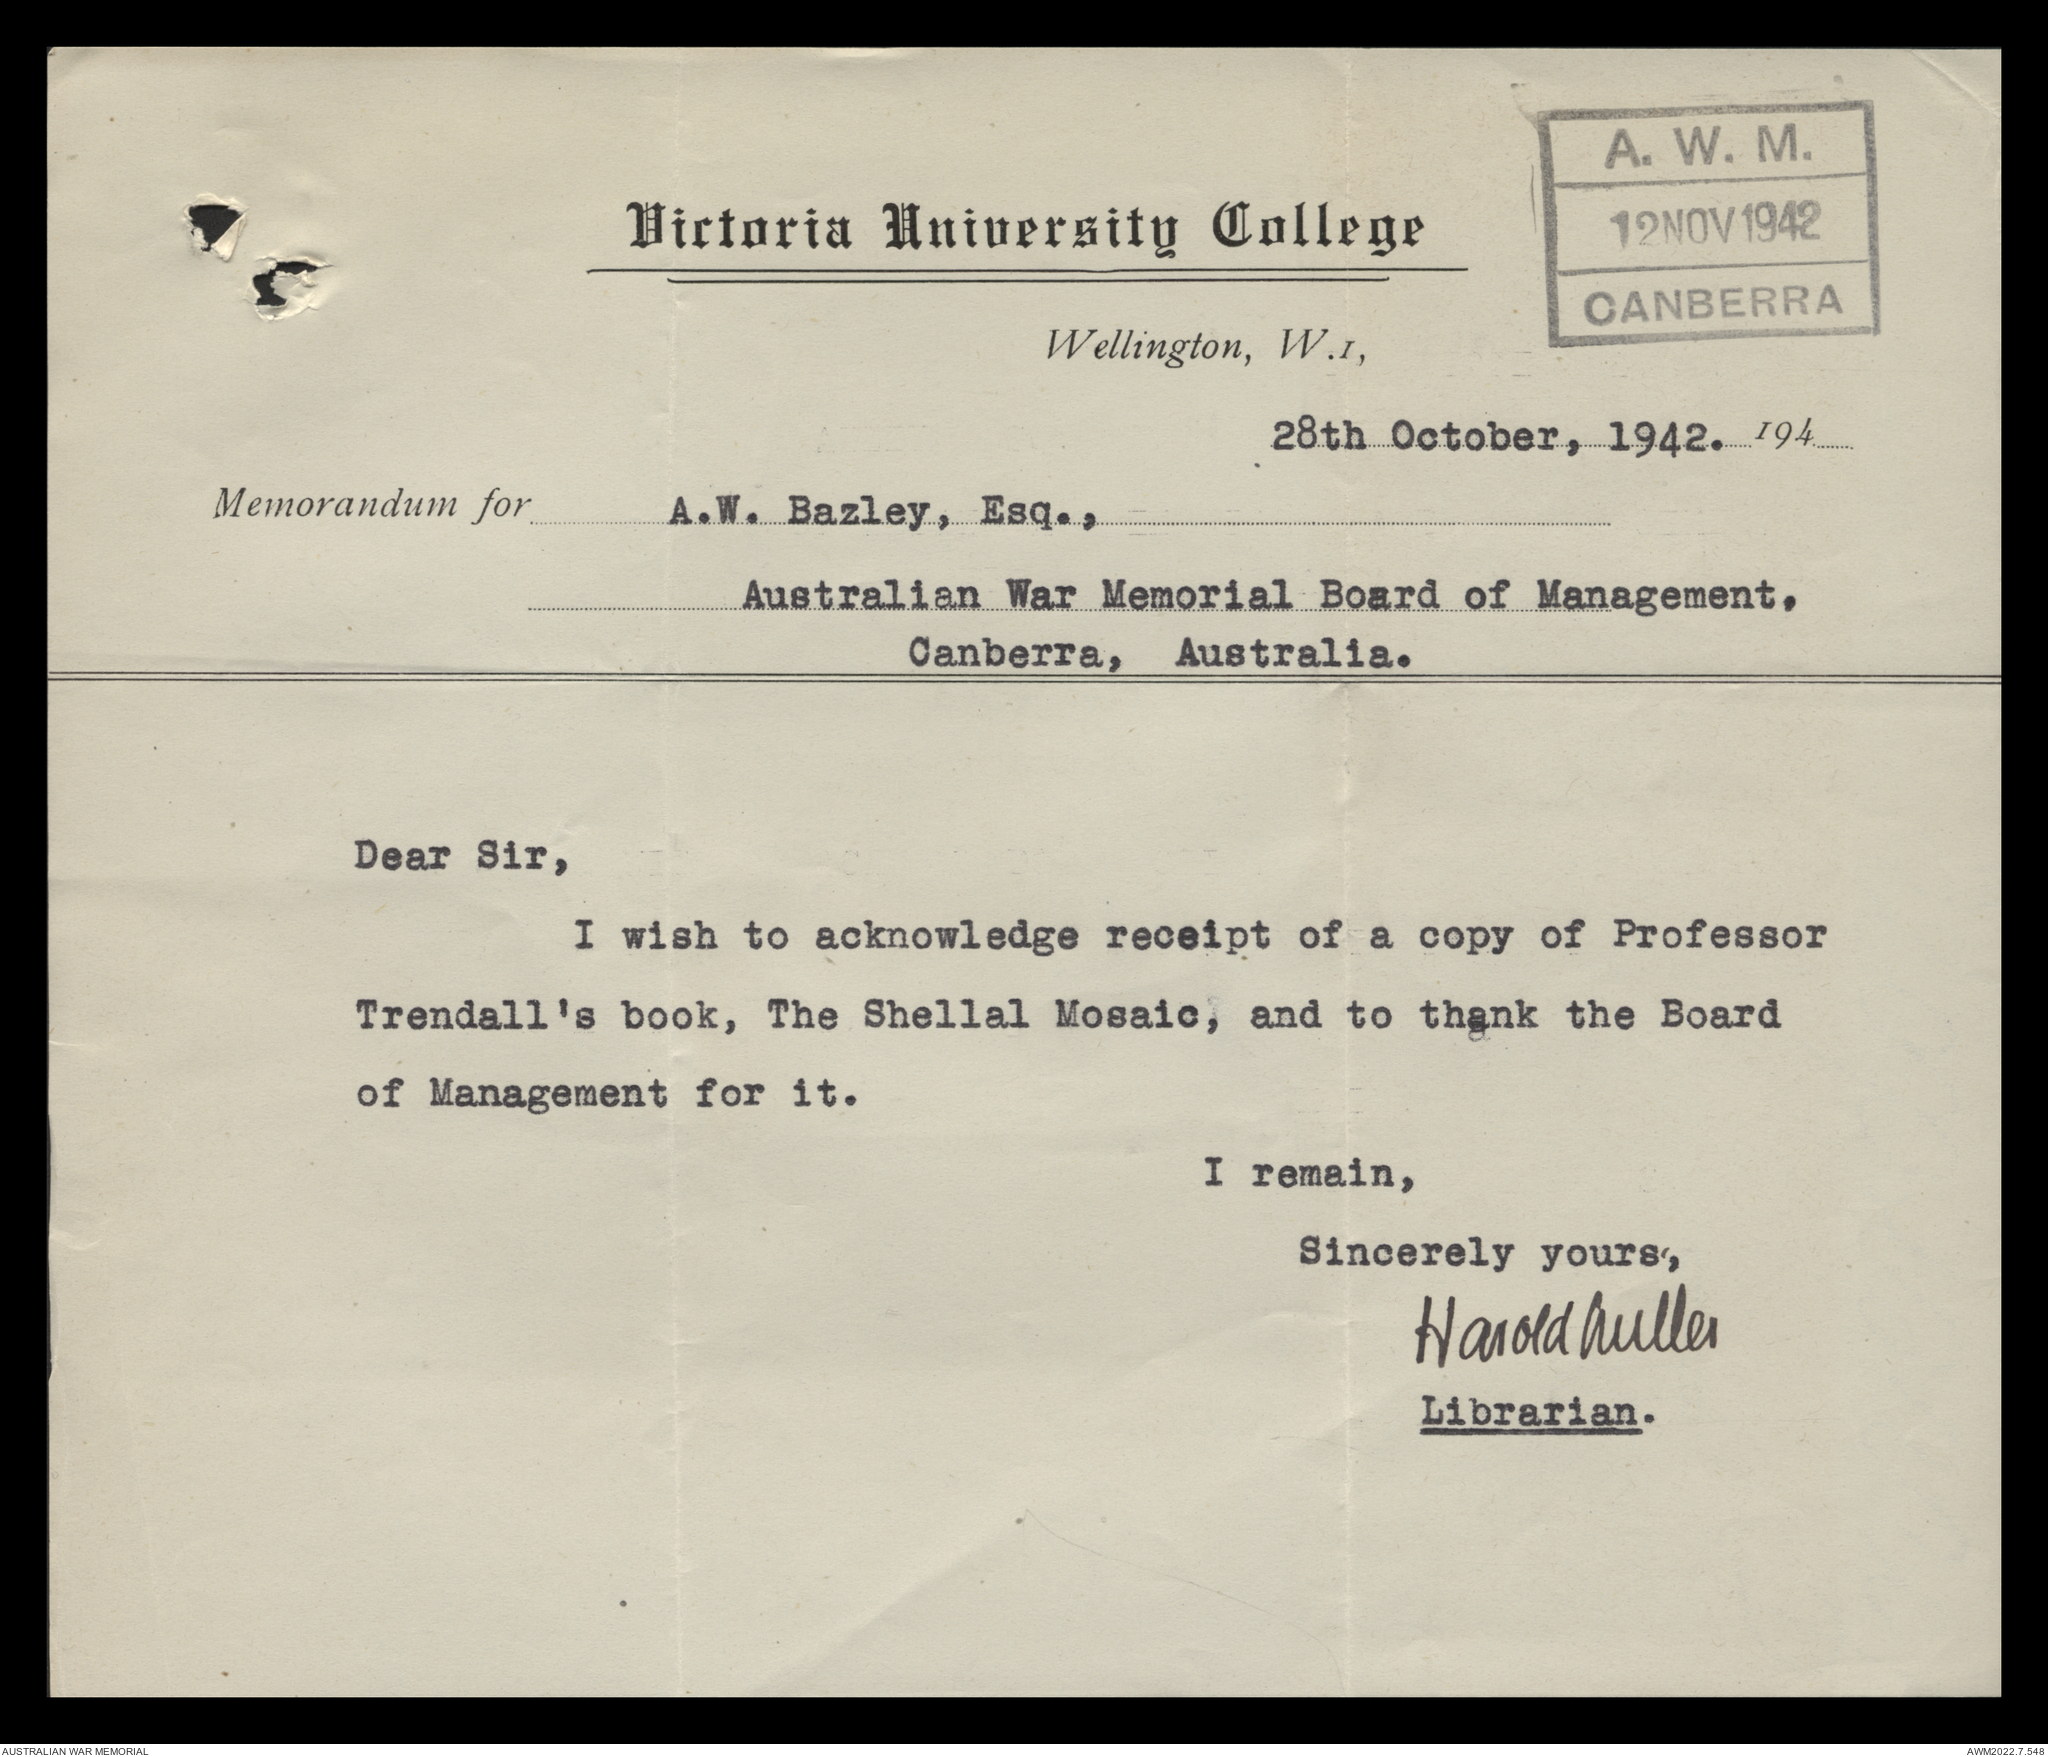 A. W. M.
12 NOV 1942
CANBERRA
Victoria University College
Wellington, W.1,
28th October, 1942. 194
Memorandum for A.W. Bazley, Esq.,
Australian War Memorial Board of Management,
Canberra, Australia.
Dear Sir,
I wish to acknowledge receipt of a copy of Professor
Trendall's book, The Shellal Mosaic, and to thank the Board
of Management for it.
I remain,
Sincerely yours,
Harold Miller
Librarian.
AUSTRALIAN WAR MEMORIAL
AWM2022.7.548